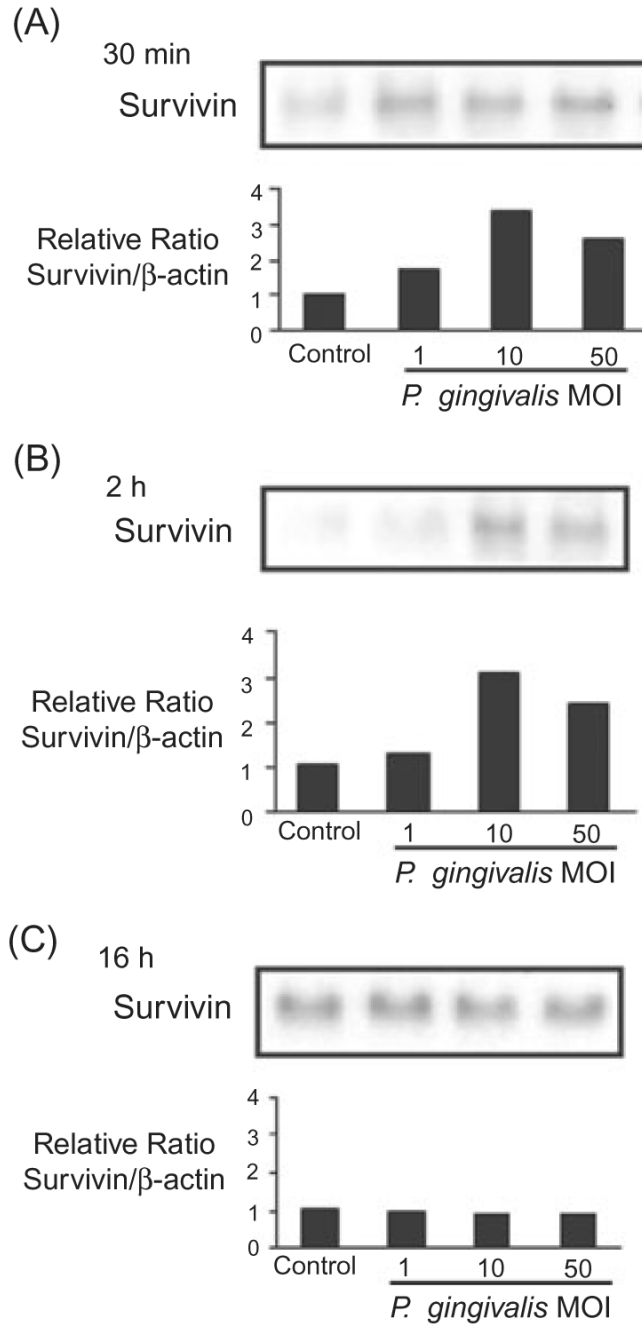 (A)
30 min
Survivin
Relative Ratio
Survivin/β-actin
4
3
2
1
0
Control 1 10 50
P. gingivalis MOI
(B)
2 h
Survivin
Relative Ratio
Survivin/β-actin
4
3
2
1
0
Control 1 10 50
P. gingivalis MOI
(C)
16 h
Survivin
Relative Ratio
Survivin/β-actin
4
3
2
1
0
Control 1 10 50
P. gingivalis MOI